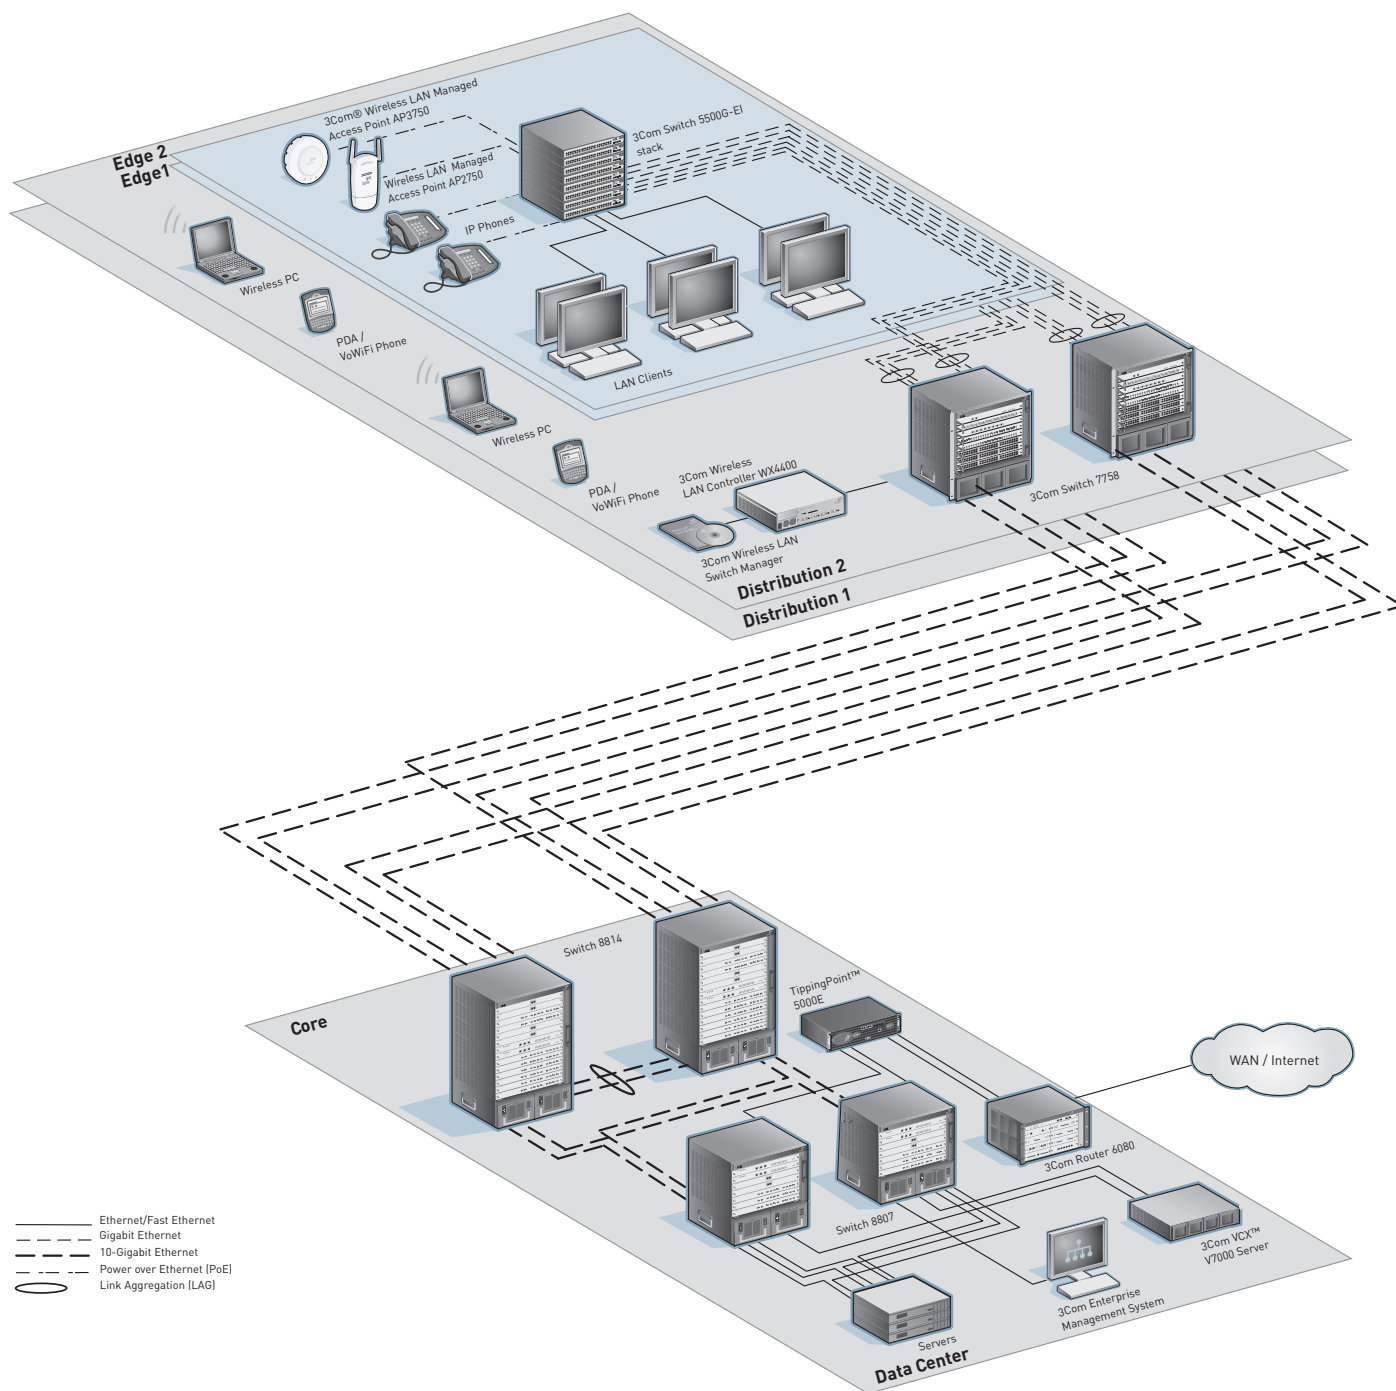 3Com® Wireless LAN Managed
Access Point AP3750
3Com Switch 5500G-EI
stack
Edge 2
Edge1
Wireless LAN Managed
Access Point AP2750
IP Phones
Wireless PC
PDA /
VoWiFi Phone
LAN Clients
Wireless PC
PDA /
VoWiFi Phone
3Com Wireless
LAN Controller WX4400
3Com Switch 7758
3Com Wireless LAN
Switch Manager
Distribution 2
Distribution 1
Switch 8814
TippingPoint™
5000E
Core
WAN / Internet
3Com Router 6080
Switch 8807
3Com VCX™
V7000 Server
3Com Enterprise
Management System
Servers
Data Center
Ethernet/Fast Ethernet
Gigabit Ethernet
10-Gigabit Ethernet
Power over Ethernet (PoE)
Link Aggregation (LAG)